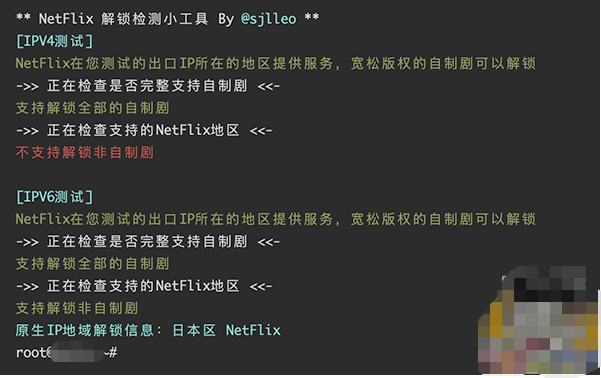 ** NetFlix 解锁检测小工具 By @sjlleo **
[IPV4测试]
NetFlix在您测试的出口IP所在的地区提供服务, 宽松版权的自制剧可以解锁
->> 正在检查是否完整支持自制剧 <<-
支持解锁全部的自制剧
->> 正在检查支持的NetFlix地区 <<-
不支持解锁非自制剧
[IPV6测试]
NetFlix在您测试的出口IP所在的地区提供服务, 宽松版权的自制剧可以解锁
->> 正在检查是否完整支持自制剧 <<-
支持解锁全部的自制剧
->> 正在检查支持的NetFlix地区 <<-
支持解锁非自制剧
原生IP地域解锁信息: 日本区 NetFlix
root@ ~#